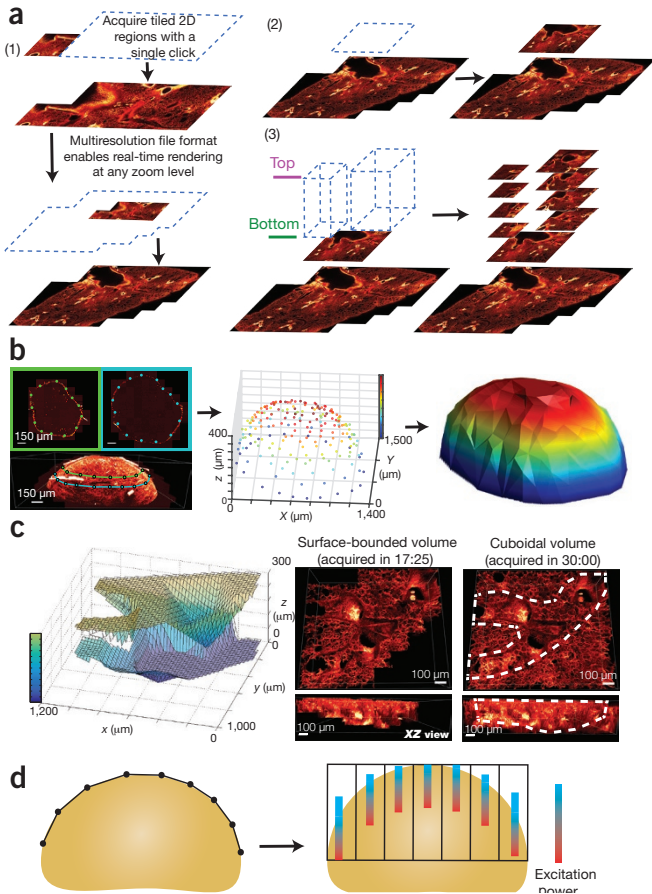 a
(1)
Acquire tiled 2D
regions with a
single click
Multiresolution file format
enables real-time rendering
at any zoom level
(2)
(3)
Top
Bottom
b
150 µm
150 µm
400
z
(µm)
0
0
X (µm)
1,400
0
Y
(µm)
1,500
c
300
z
(µm)
0
0
y (µm)
1,000
0
x (µm)
1,200
Surface-bounded volume
(acquired in 17:25)
100 µm
100 µm
XZ view
Cuboidal volume
(acquired in 30:00)
100 µm
100 µm
d
Excitation
power